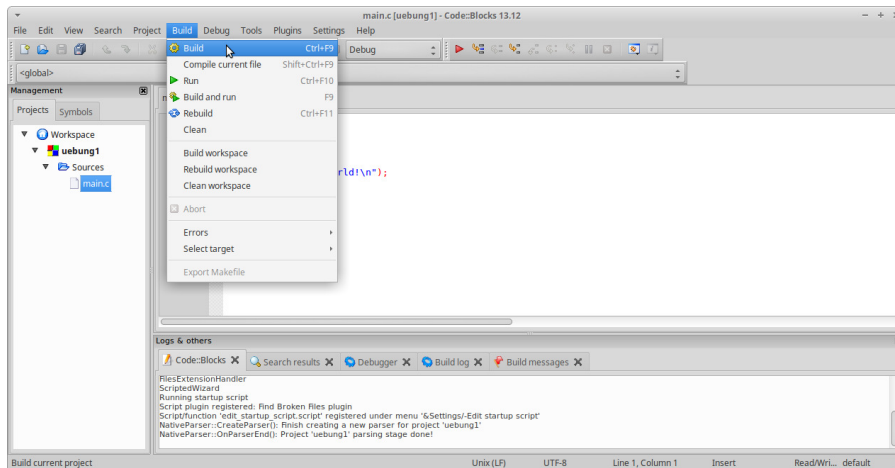 main.c [uebung1] - Code::Blocks 13.12
File Edit View Search Project Build Debug Tools Plugins Settings Help
Debug
<global>
Management
Projects Symbols
Workspace
uebung1
Sources
main.c
Build Ctrl+F9
Compile current file Shift+Ctrl+F9
Run Ctrl+F10
Build and run F9
Rebuild Ctrl+F11
Clean
Build workspace
Rebuild workspace
Clean workspace
Abort
Errors
Select target
Export Makefile
rld!\n");
Logs & others
Code::Blocks Search results Debugger Build log Build messages
FilesExtensionHandler
ScriptedWizard
Running startup script
Script plugin registered: Find Broken Files plugin
Script/function 'edit_startup_script.script' registered under menu '&Settings/-Edit startup script'
NativeParser::CreateParser(): Finish creating a new parser for project 'uebung1'
NativeParser::OnParserEnd(): Project 'uebung1' parsing stage done!
Build current project Unix (LF) UTF-8 Line 1, Column 1 Insert Read/Wri... default